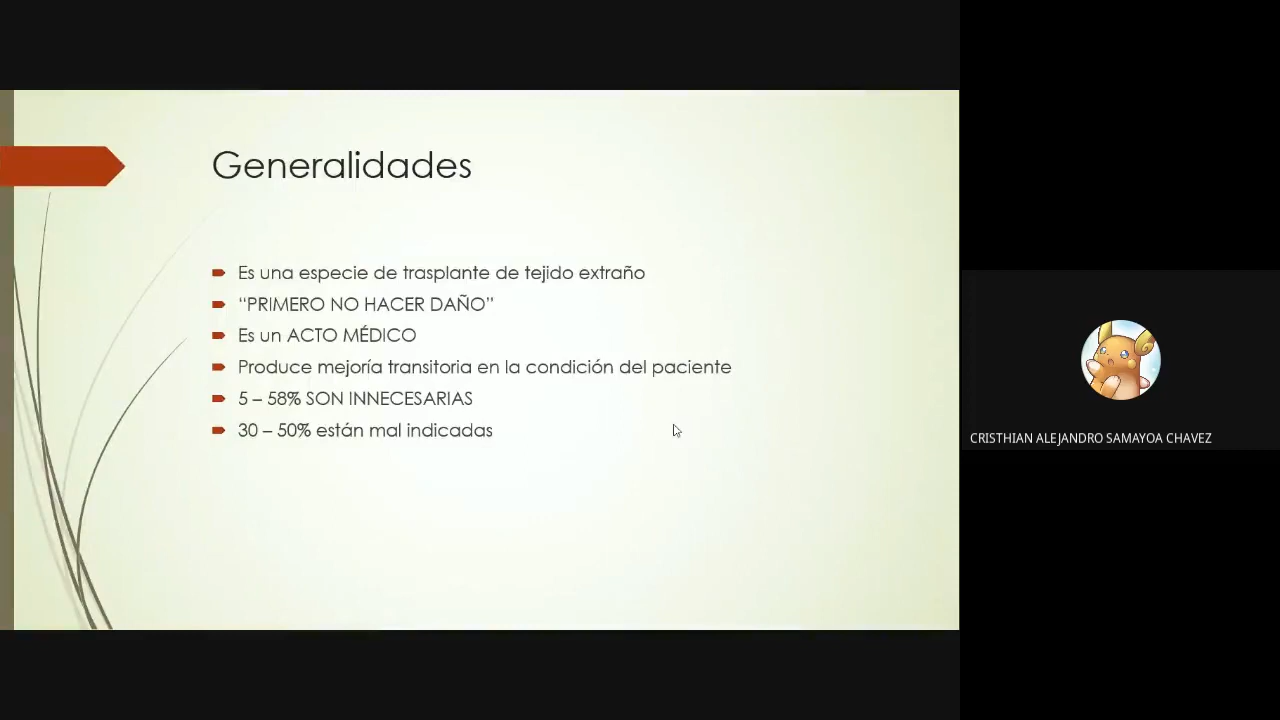 Generalidades
Es una especie de trasplante de tejido extraño
“PRIMERO NO HACER DAÑO”
Es un ACTO MÉDICO
Produce mejoría transitoria en la condición del paciente
5 – 58% SON INNECESARIAS
30 – 50% están mal indicadas
CRISTHIAN ALEJANDRO SAMAYOA CHAVEZ